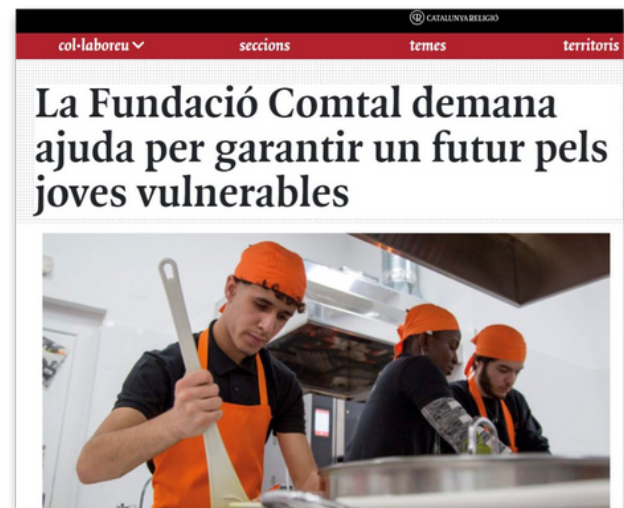 CATALUNYARELIGIÓ
col·laboreu
seccions
temes
territoris
La Fundació Comtal demana
ajuda per garantir un futur pels
joves vulnerables